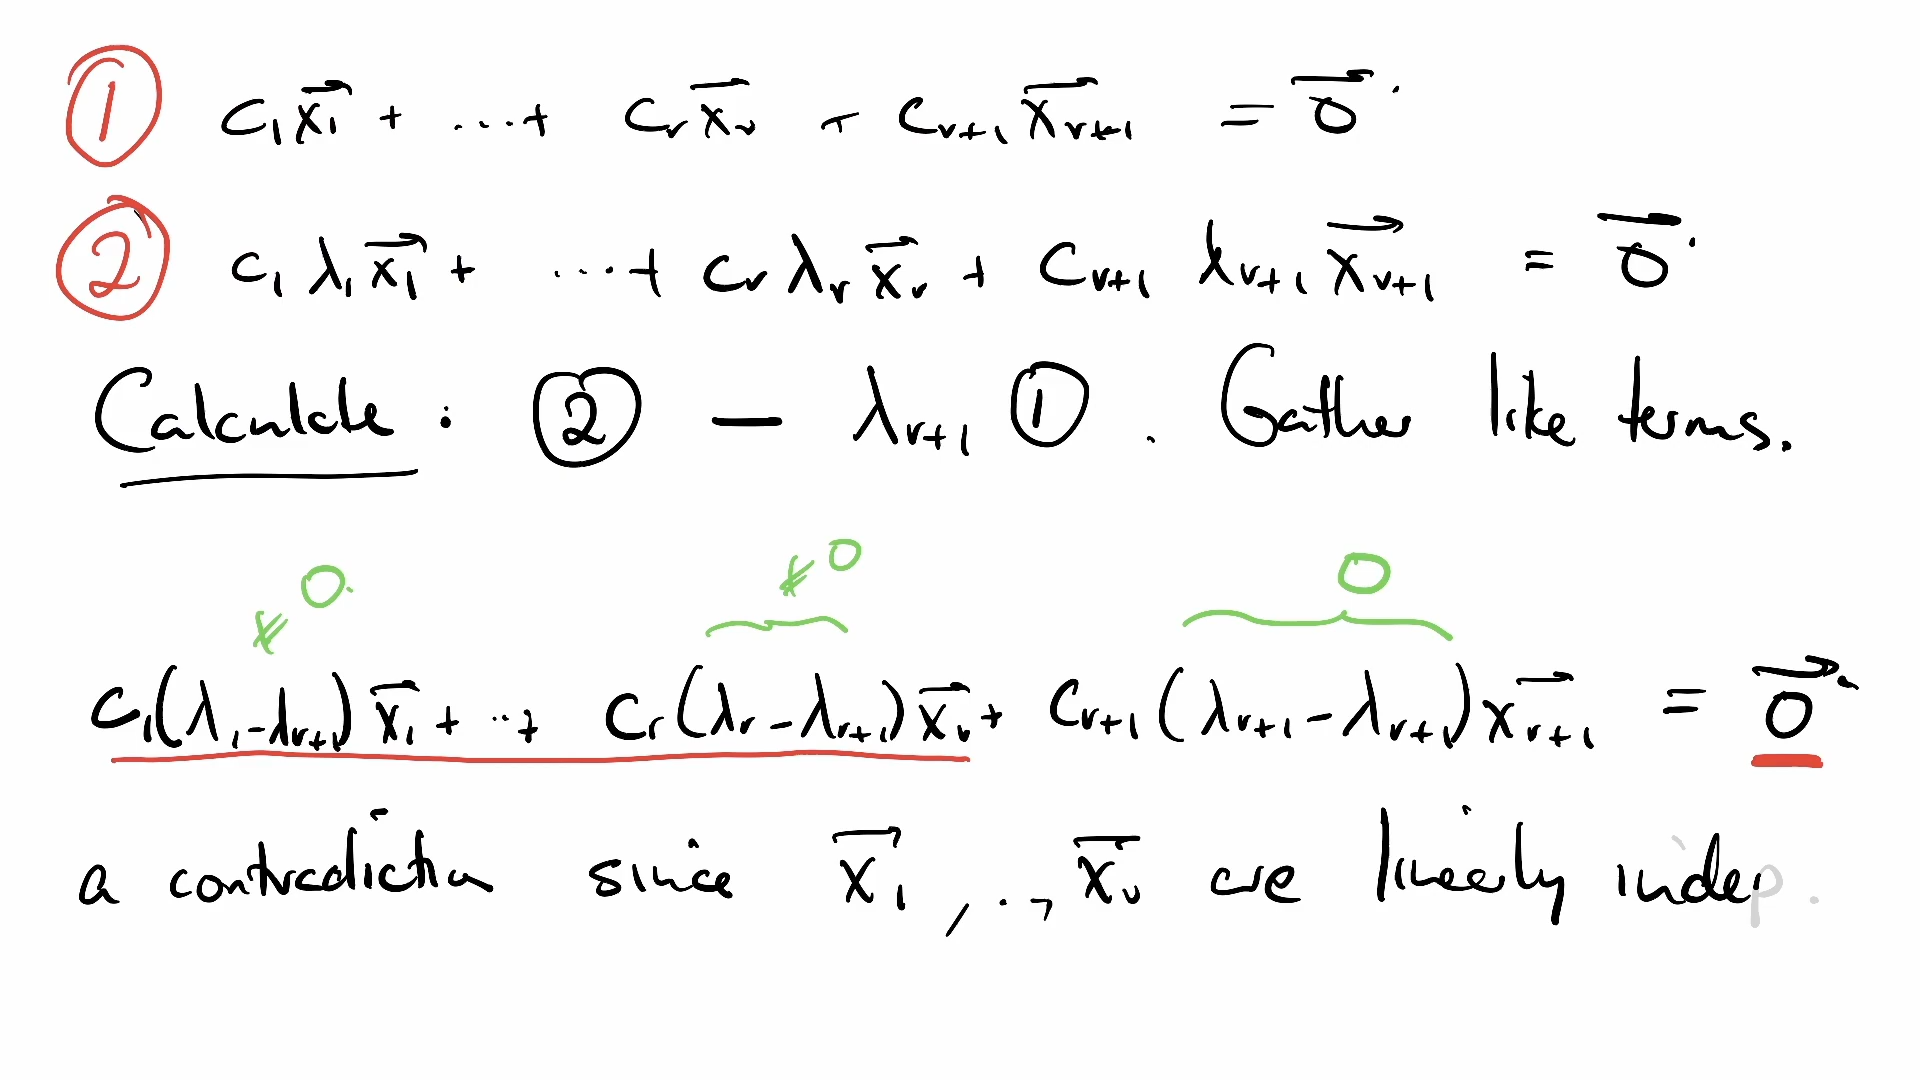 ① c₁x⃗₁ + ...+ cᵣx⃗ᵣ + cᵣ₊₁x⃗ᵣ₊₁ = 0⃗.
② c₁λ₁x⃗₁ + ...+ cᵣλᵣx⃗ᵣ + cᵣ₊₁ λᵣ₊₁x⃗ᵣ₊₁ = 0⃗.
Calculate : ② − λᵣ₊₁ ① . Gather like terms.
≠ 0. ≠ 0 0
c₁(λ₁−λᵣ₊₁)x⃗₁ + ..+ cᵣ(λᵣ−λᵣ₊₁)x⃗ᵣ + cᵣ₊₁(λᵣ₊₁−λᵣ₊₁)x⃗ᵣ₊₁ = 0⃗.
a contradiction since x⃗₁, .., x⃗ᵣ are linearly indep.